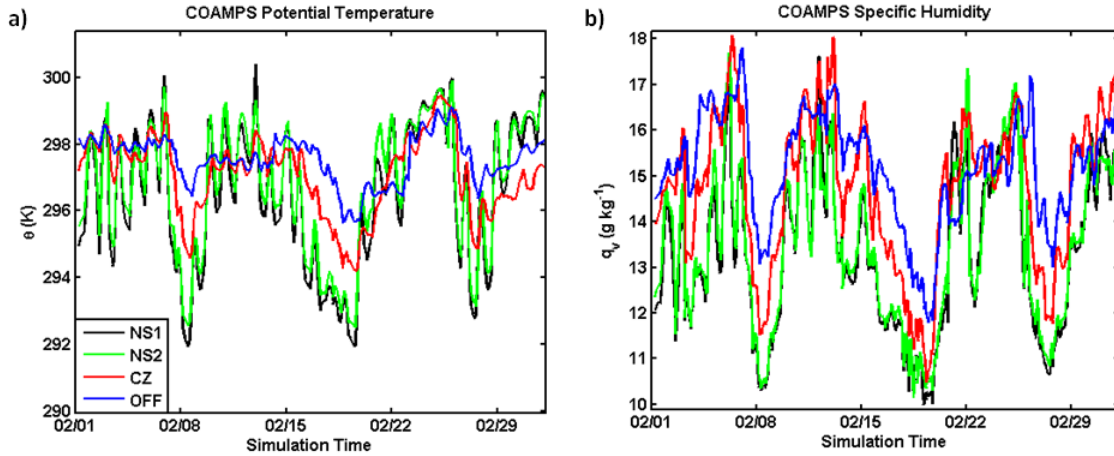 a)
COAMPS Potential Temperature
θ (K)
300
298
296
294
292
290
NS1
NS2
CZ
OFF
02/01
02/08
02/15
02/22
02/29
Simulation Time
b)
COAMPS Specific Humidity
qv (g kg-1)
18
17
16
15
14
13
12
11
10
02/01
02/08
02/15
02/22
02/29
Simulation Time